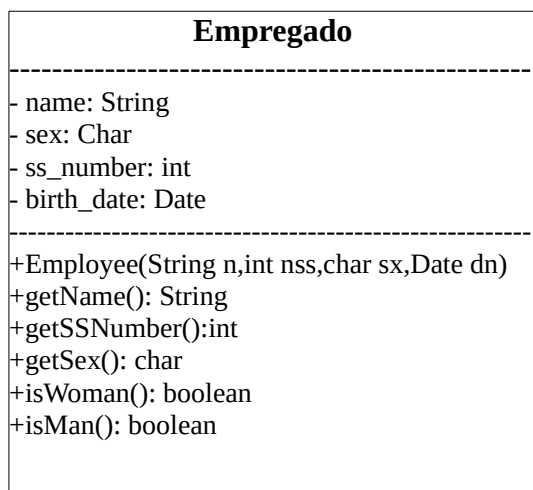 Empregado
--------------------------------------------------
- name: String
- sex: Char
- ss_number: int
- birth_date: Date
----------------------------------------------------------
+Employee(String n,int nss,char sx,Date dn)
+getName(): String
+getSSNumber():int
+getSex(): char
+isWoman(): boolean
+isMan(): boolean